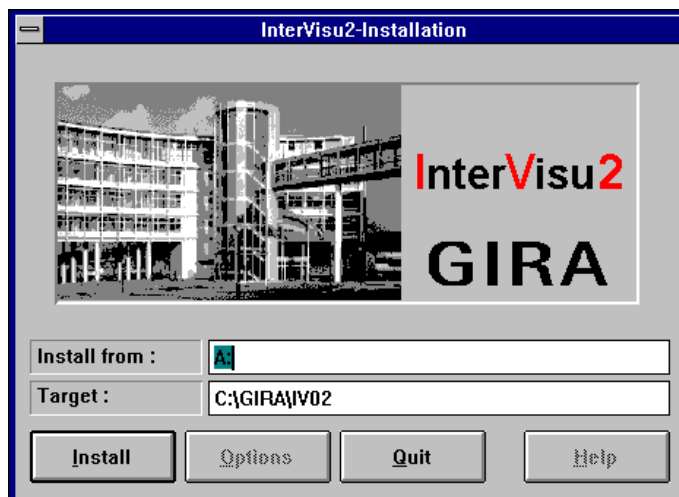 InterVisu2-Installation
InterVisu2
GIRA
Install from :
A:
Target :
C:\GIRA\IV02
Install
Options
Quit
Help